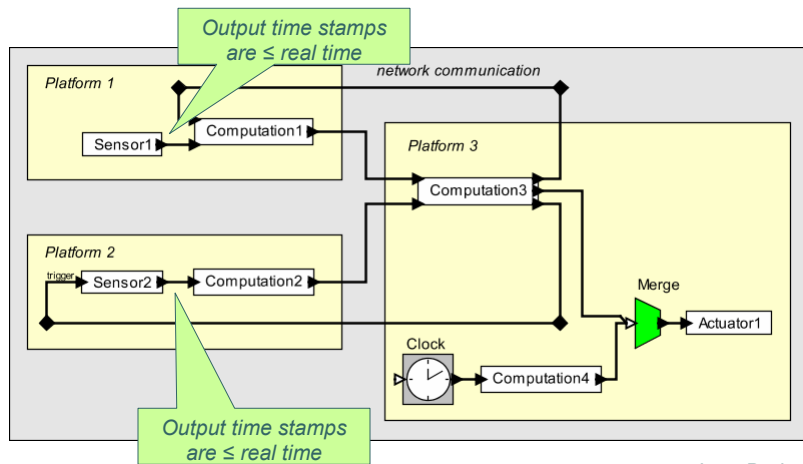 Output time stamps
are ≤ real time
network communication
Platform 1
Sensor1
Computation1
Platform 3
Computation3
Platform 2
trigger
Sensor2
Computation2
Merge
Actuator1
Clock
Computation4
Output time stamps
are ≤ real time